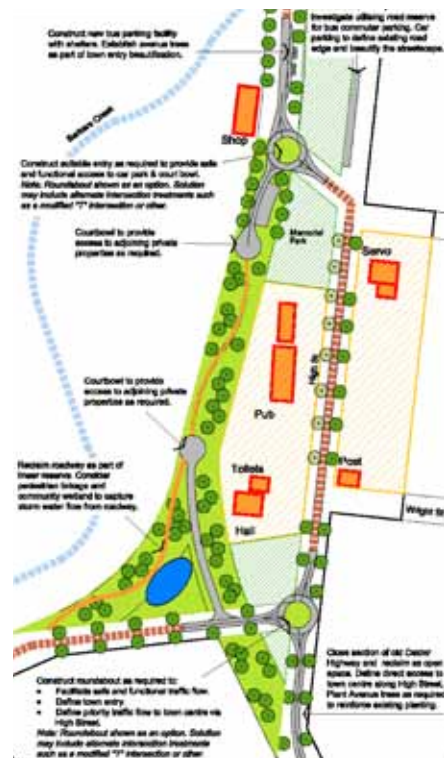 Construct new bus parking facility
with shelters. Establish avenue trees
as part of town entry beautification.
Investigate utilising road reserve
for bus commuter parking. Car
parking to define existing road
edge and beautify the streetscape.
Barbers Creek
Shop
Construct suitable entry as required to provide safe
and functional access to car park & court bowl.
Note. Roundabout shown as an option. Solution
may include alternate intersection treatments such
as a modified "T" intersection or other.
Memorial
Park
Courtbowl to provide
access to adjoining private
properties as required.
Servo
High St
Pub
Courtbowl to provide
access to adjoining private
properties as required.
Toilets
Post
Hall
Reclaim roadway as part of
linear reserve. Consider
pedestrian linkage and
community wetland to capture
storm water flow from roadway.
Construct roundabout as required to:
• Facilitate safe and functional traffic flow.
• Define town entry.
• Define priority traffic flow to town centre via
High Street.
Note: Roundabout shown as option. Solution
may include alternate intersection treatments
such as a modified "T" intersection or other.
Close section of old
Highway and reclaim as open
space. Define direct access to
town centre along High Street.
Plant Avenue trees as require
to reinforce existing planting.